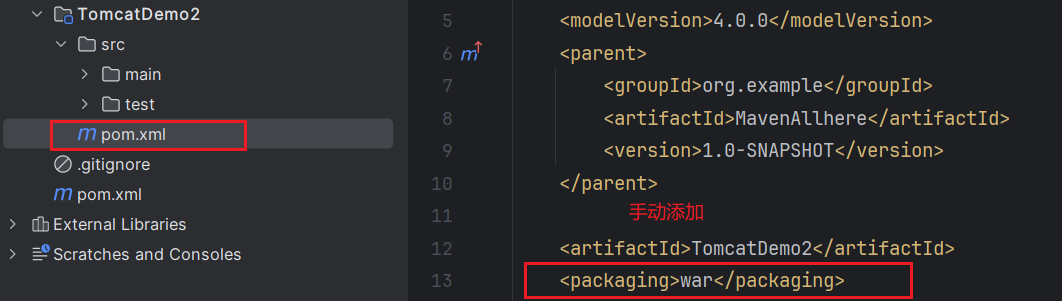 TomcatDemo2
src
main
test
m pom.xml
.gitignore
m pom.xml
External Libraries
Scratches and Consoles
5 <modelVersion>4.0.0</modelVersion>
6 m <parent>
7 <groupId>org.example</groupId>
8 <artifactId>MavenAllhere</artifactId>
9 <version>1.0-SNAPSHOT</version>
10 </parent>
11 手动添加
12 <artifactId>TomcatDemo2</artifactId>
13 <packaging>war</packaging>